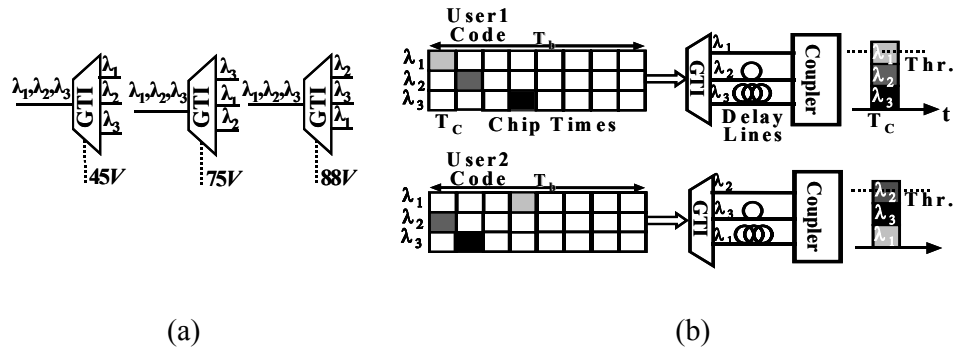 λ1,λ2,λ3
GTI
λ1
λ2
λ3
45V
λ1,λ2,λ3
GTI
λ3
λ1
λ2
75V
λ1,λ2,λ3
GTI
λ2
λ3
λ1
88V
(a)
User1
Code
Tb
λ1
λ2
λ3
TC
Chip Times
GTI
λ1
λ2
λ3
Delay
Lines
Coupler
λ1
λ2
λ3
Thr.
TC
t
User2
Code
Tb
λ1
λ2
λ3
GTI
λ2
λ3
λ1
Coupler
λ2
λ3
λ1
Thr.
(b)